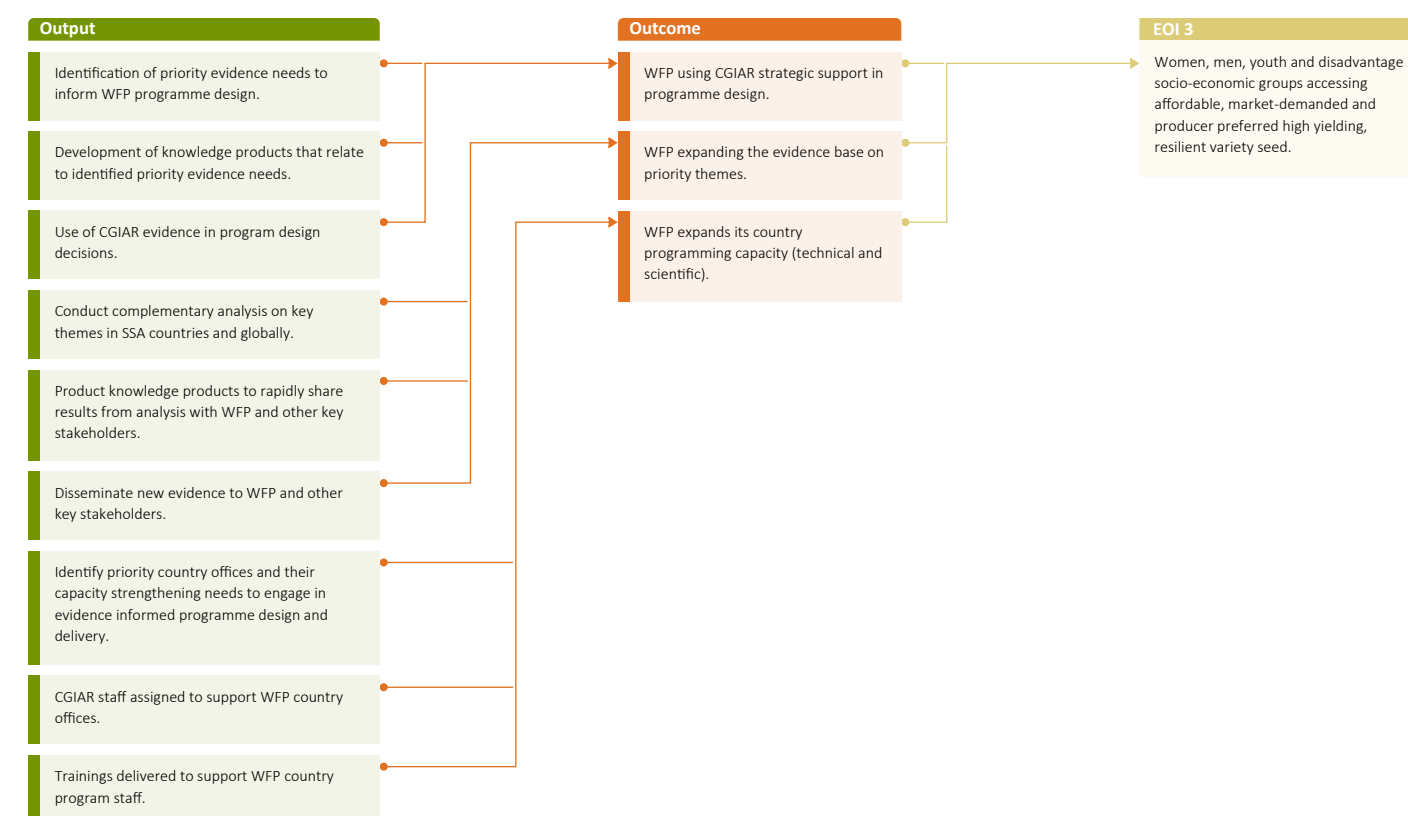 Output
Identification of priority evidence needs to
inform WFP programme design.
Development of knowledge products that relate
to identified priority evidence needs.
Use of CGIAR evidence in program design
decisions.
Conduct complementary analysis on key
themes in SSA countries and globally.
Product knowledge products to rapidly share
results from analysis with WFP and other key
stakeholders.
Disseminate new evidence to WFP and other
key stakeholders.
Identify priority country offices and their
capacity strengthening needs to engage in
evidence informed programme design and
delivery.
CGIAR staff assigned to support WFP country
offices.
Trainings delivered to support WFP country
program staff.
Outcome
WFP using CGIAR strategic support in
programme design.
WFP expanding the evidence base on
priority themes.
WFP expands its country
programming capacity (technical and
scientific).
EOI 3
Women, men, youth and disadvantage
socio-economic groups accessing
affordable, market-demanded and
producer preferred high yielding,
resilient variety seed.